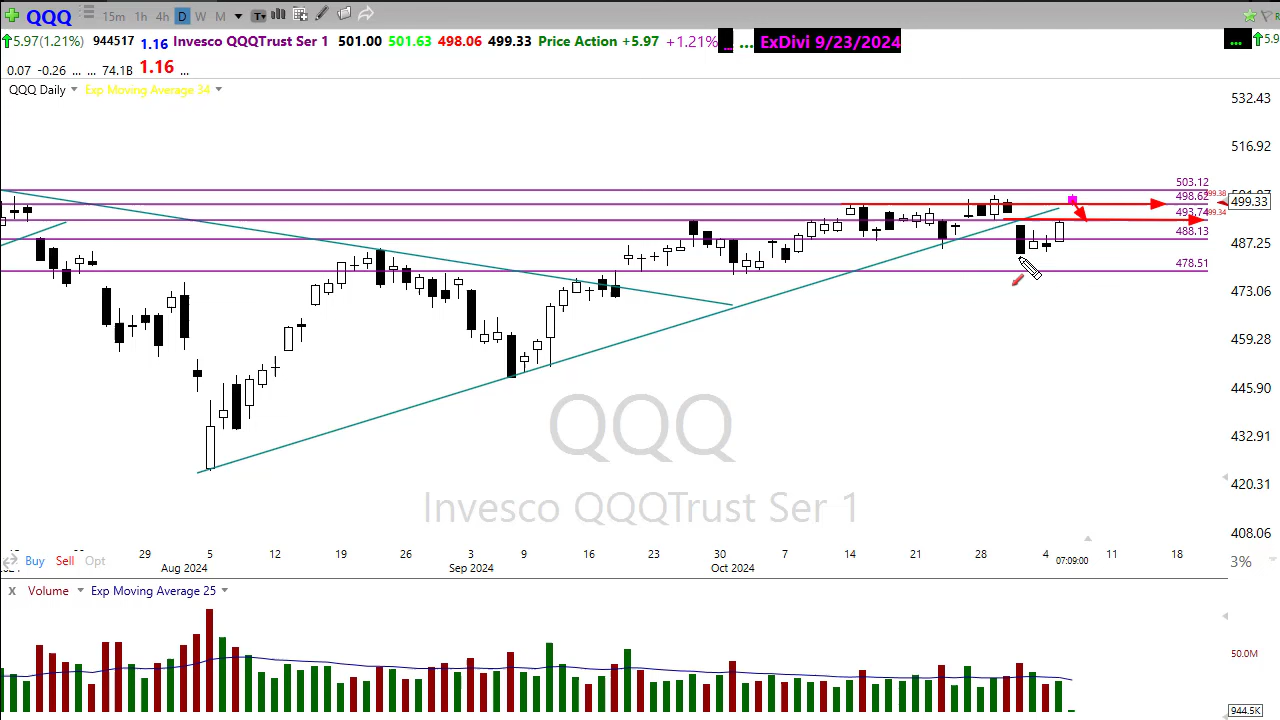 QQQ 15m 1h 4h D W M T
5.97(1.21%) 944517 1.16 Invesco QQQTrust Ser 1 501.00 501.63 498.06 499.33 Price Action +5.97 +1.21% ... ExDivi 9/23/2024 ... 5.9
0.07 -0.26 ... ... 74.1B 1.16 ...
QQQ Daily Exp Moving Average 34
532.43
516.92
503.12
498.62
499.38
499.33
493.74
499.34
488.13
487.25
478.51
473.06
459.28
445.90
QQQ
432.91
420.31
Invesco QQQTrust Ser 1
408.06
29 5 12 19 26 3 9 16 23 30 7 14 21 28 4 11 18
Buy Sell Opt 07:09:00 3%
Aug 2024 Sep 2024 Oct 2024
x Volume Exp Moving Average 25
50.0M
944.5K